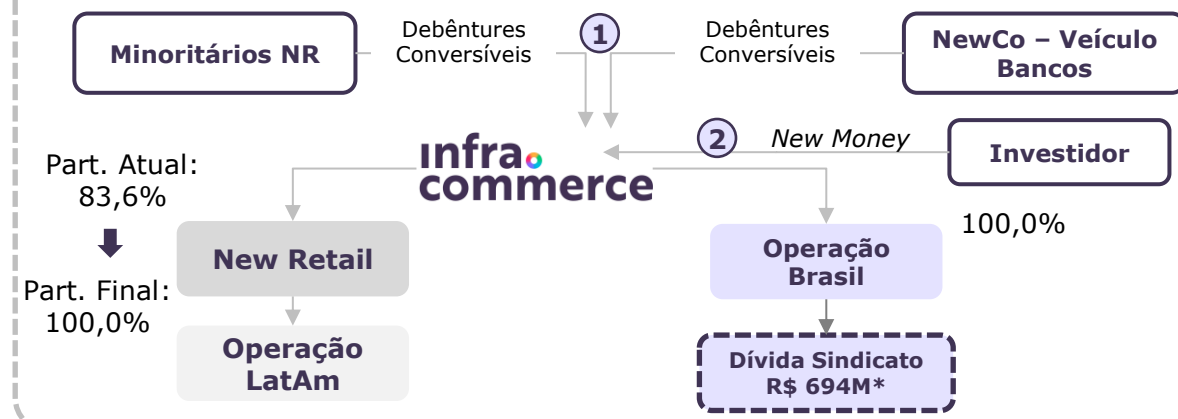 Minoritários NR
Debêntures
Conversíveis
1
Debêntures
Conversíveis
NewCo – Veículo
Bancos
2
New Money
Investidor
100,0%
infra.
commerce
Part. Atual:
83,6%
Part. Final:
100,0%
New Retail
Operação
LatAm
Operação
Brasil
Dívida Sindicato
R$ 694M*